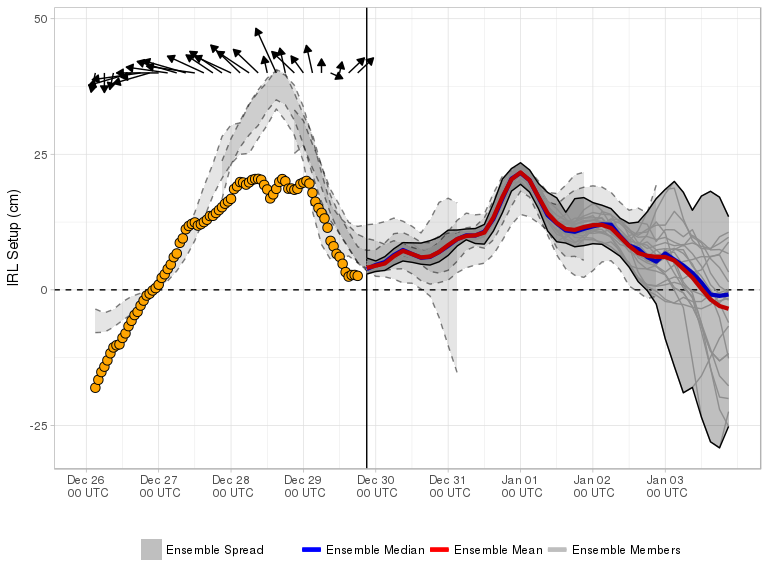 IRL Setup (cm)
50
25
0
-25
Dec 26 Dec 27 Dec 28 Dec 29 Dec 30 Dec 31 Jan 01 Jan 02 Jan 03
00 UTC 00 UTC 00 UTC 00 UTC 00 UTC 00 UTC 00 UTC 00 UTC 00 UTC
Ensemble Spread Ensemble Median Ensemble Mean Ensemble Members